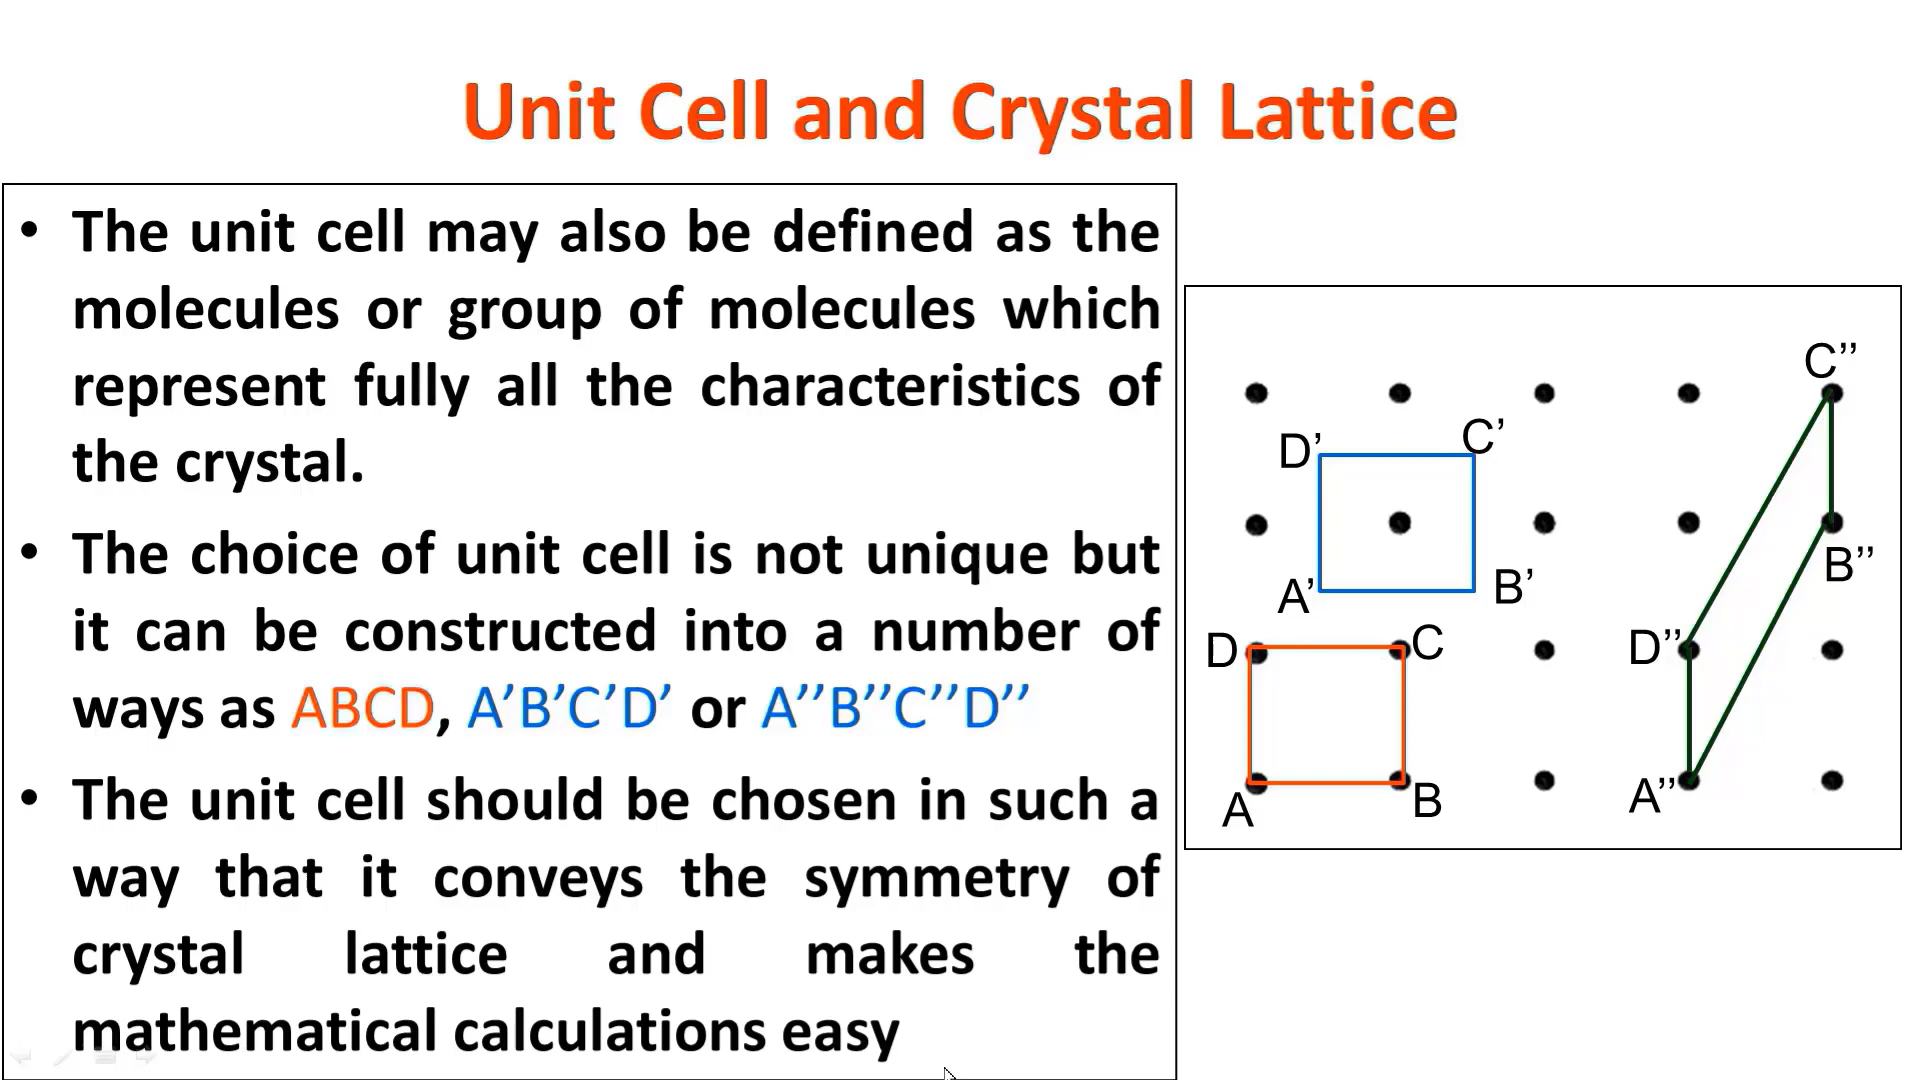 Unit Cell and Crystal Lattice
• The unit cell may also be defined as the
molecules or group of molecules which
represent fully all the characteristics of
the crystal.
• The choice of unit cell is not unique but
it can be constructed into a number of
ways as ABCD, A’B’C’D’ or A’’B’’C’’D’’
• The unit cell should be chosen in such a
way that it conveys the symmetry of
crystal lattice and makes the
mathematical calculations easy
C’’
D’ C’
A’ B’
B’’
D C
D’’
A B
A’’